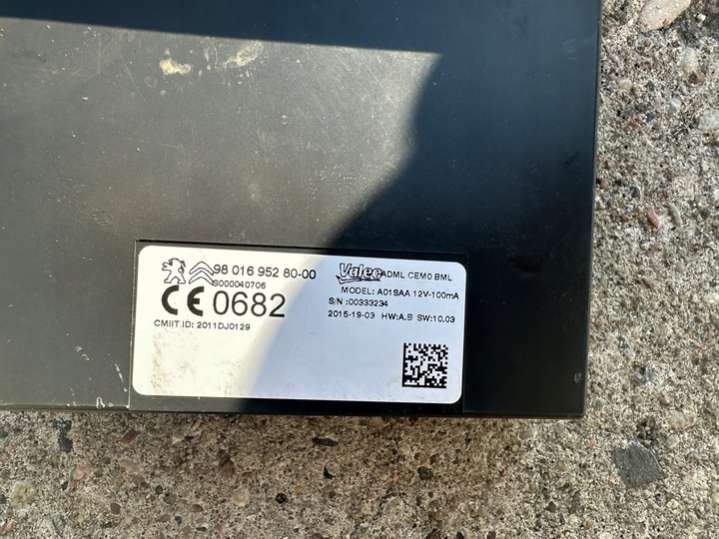 98 016 952 80-00
S000040706
CE 0682
CMIIT ID: 2011DJ0129
Valeo ADML CEM0 BML
MODEL: A01SAA 12V-100mA
S/N :00333234
2015-19-03 HW:A.B SW:10.03